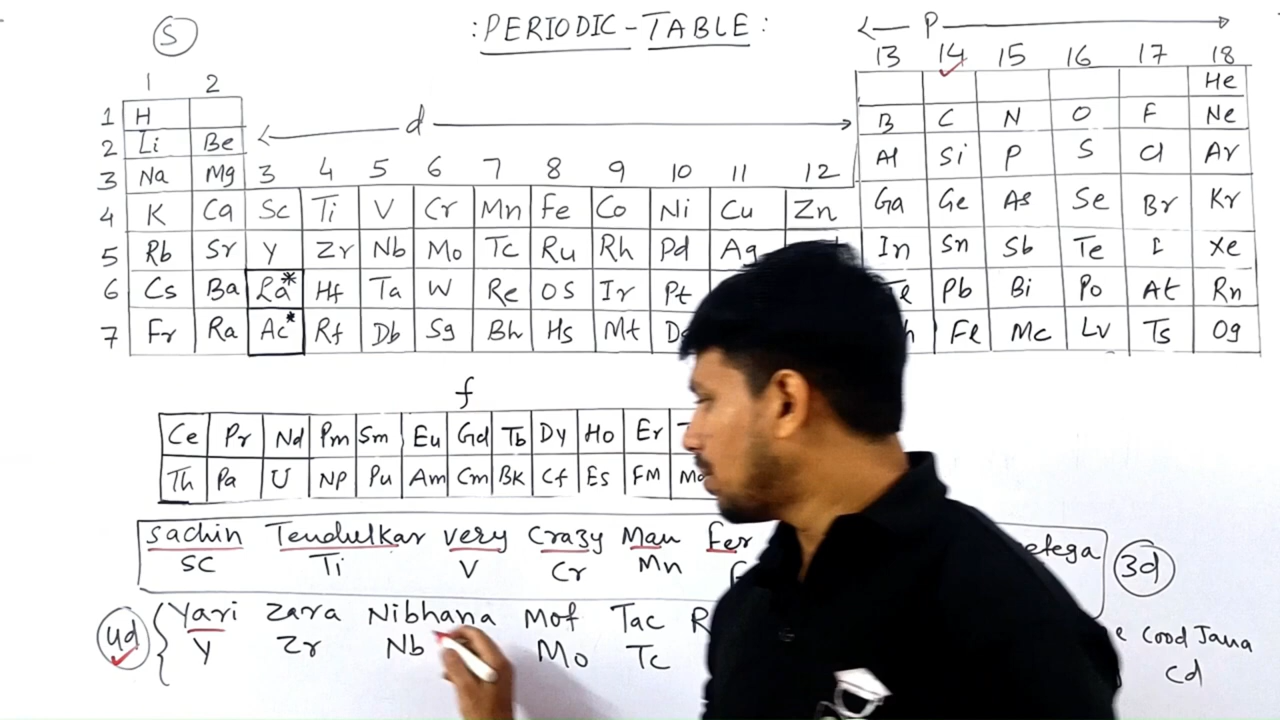 S
: PERIODIC - TABLE :
P
13 14 15 16 17 18
1 2
He
1 H
B C N O F Ne
2 Li Be
d
Al Si P S Cl Ar
3 Na Mg 3 4 5 6 7 8 9 10 11 12
4 K Ca Sc Ti V Cr Mn Fe Co Ni Cu Zn Ga Ge As Se Br Kr
5 Rb Sr Y Zr Nb Mo Tc Ru Rh Pd Ag In Sn Sb Te I Xe
6 Cs Ba La* Hf Ta W Re OS Ir Pt Pb Bi Po At Rn
7 Fr Ra Ac* Rf Db Sg Bh Hs Mt Fl Mc Lv Ts Og
f
Ce Pr Nd Pm Sm Eu Gd Tb Dy Ho Er
Th Pa U NP Pu Am Cm BK Cf Es FM
Sachin Tendulkar very Crazy Man Fer
SC Ti V Cr Mn
3d
4d Yari Zara Nibhana Mof Tac
Y Zr Nb Mo Tc
Cood Jana
Cd